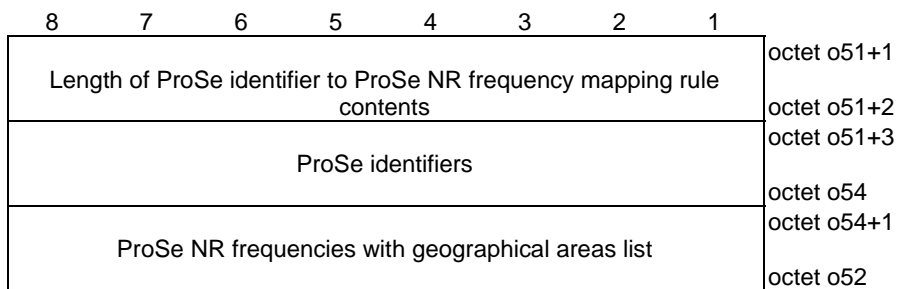 8 7 6 5 4 3 2 1
octet o51+1
Length of ProSe identifier to ProSe NR frequency mapping rule
contents
octet o51+2
octet o51+3
ProSe identifiers
octet o54
octet o54+1
ProSe NR frequencies with geographical areas list
octet o52